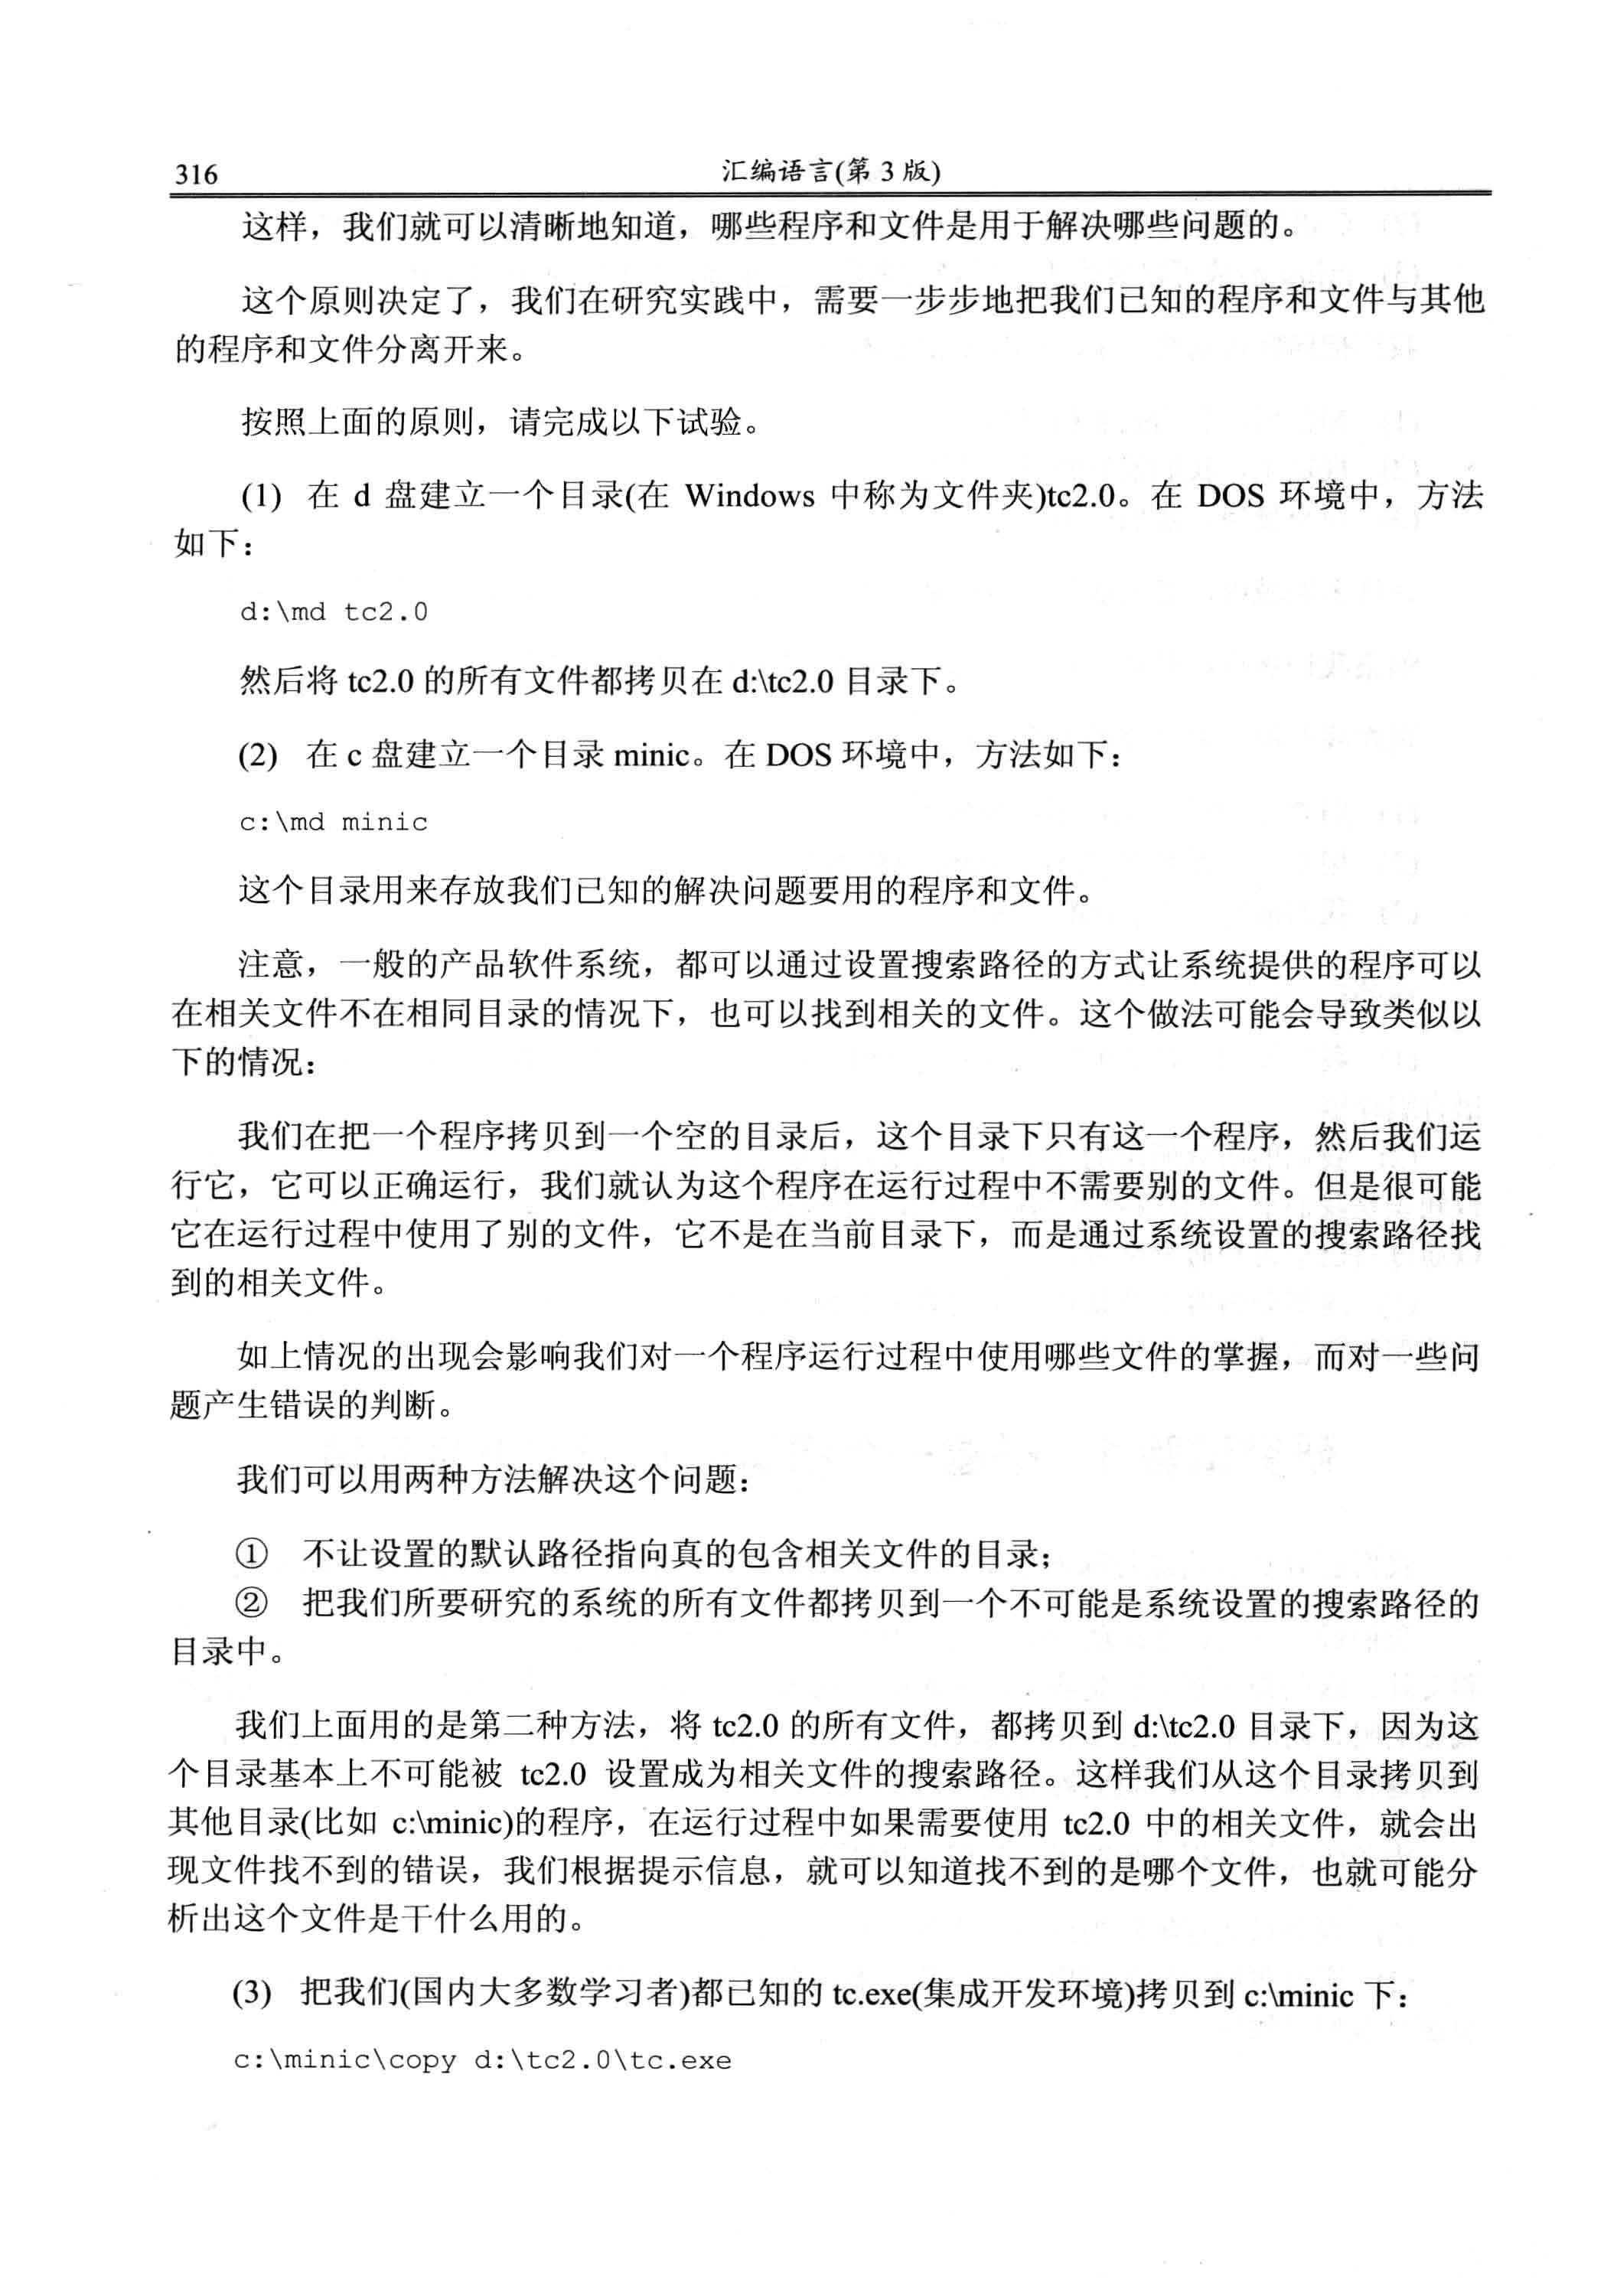 316
汇编语言(第 3 版)
这样，我们就可以清晰地知道，哪些程序和文件是用于解决哪些问题的。
这个原则决定了，我们在研究实践中，需要一步步地把我们已知的程序和文件与其他
的程序和文件分离开来。
按照上面的原则，请完成以下试验。
(1) 在 d 盘建立一个目录(在 Windows 中称为文件夹)tc2.0。在 DOS 环境中，方法
如下：
d:\md tc2.0
然后将 tc2.0 的所有文件都拷贝在 d:\tc2.0 目录下。
(2) 在 c 盘建立一个目录 minic。在 DOS 环境中，方法如下：
c:\md minic
这个目录用来存放我们已知的解决问题要用的程序和文件。
注意，一般的产品软件系统，都可以通过设置搜索路径的方式让系统提供的程序可以
在相关文件不在相同目录的情况下，也可以找到相关的文件。这个做法可能会导致类似以
下的情况：
我们在把一个程序拷贝到一个空的目录后，这个目录下只有这一个程序，然后我们运
行它，它可以正确运行，我们就认为这个程序在运行过程中不需要别的文件。但是很可能
它在运行过程中使用了别的文件，它不是在当前目录下，而是通过系统设置的搜索路径找
到的相关文件。
如上情况的出现会影响我们对一个程序运行过程中使用哪些文件的掌握，而对一些问
题产生错误的判断。
我们可以用两种方法解决这个问题：
① 不让设置的默认路径指向真的包含相关文件的目录；
② 把我们所要研究的系统的所有文件都拷贝到一个不可能是系统设置的搜索路径的
目录中。
我们上面用的是第二种方法，将 tc2.0 的所有文件，都拷贝到 d:\tc2.0 目录下，因为这
个目录基本上不可能被 tc2.0 设置成为相关文件的搜索路径。这样我们从这个目录拷贝到
其他目录(比如 c:\minic)的程序，在运行过程中如果需要使用 tc2.0 中的相关文件，就会出
现文件找不到的错误，我们根据提示信息，就可以知道找不到的是哪个文件，也就可能分
析出这个文件是干什么用的。
(3) 把我们(国内大多数学习者)都已知的 tc.exe(集成开发环境)拷贝到 c:\minic 下：
c:\minic\copy d:\tc2.0\tc.exe